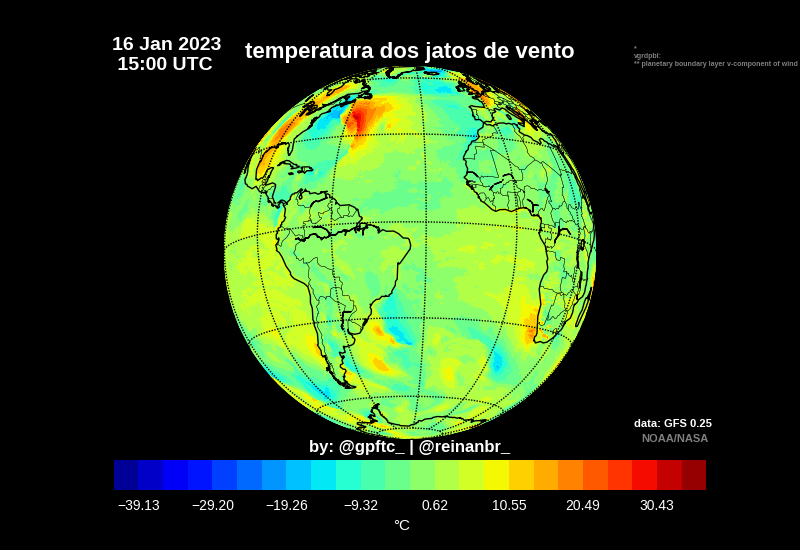 16 Jan 2023
15:00 UTC
temperatura dos jatos de vento
*
vgrdpbl:
** planetary boundary layer v-component of wind
data: GFS 0.25
NOAA/NASA
by: @gpftc_ | @reinanbr_
−39.13 −29.20 −19.26 −9.32 0.62 10.55 20.49 30.43
°C